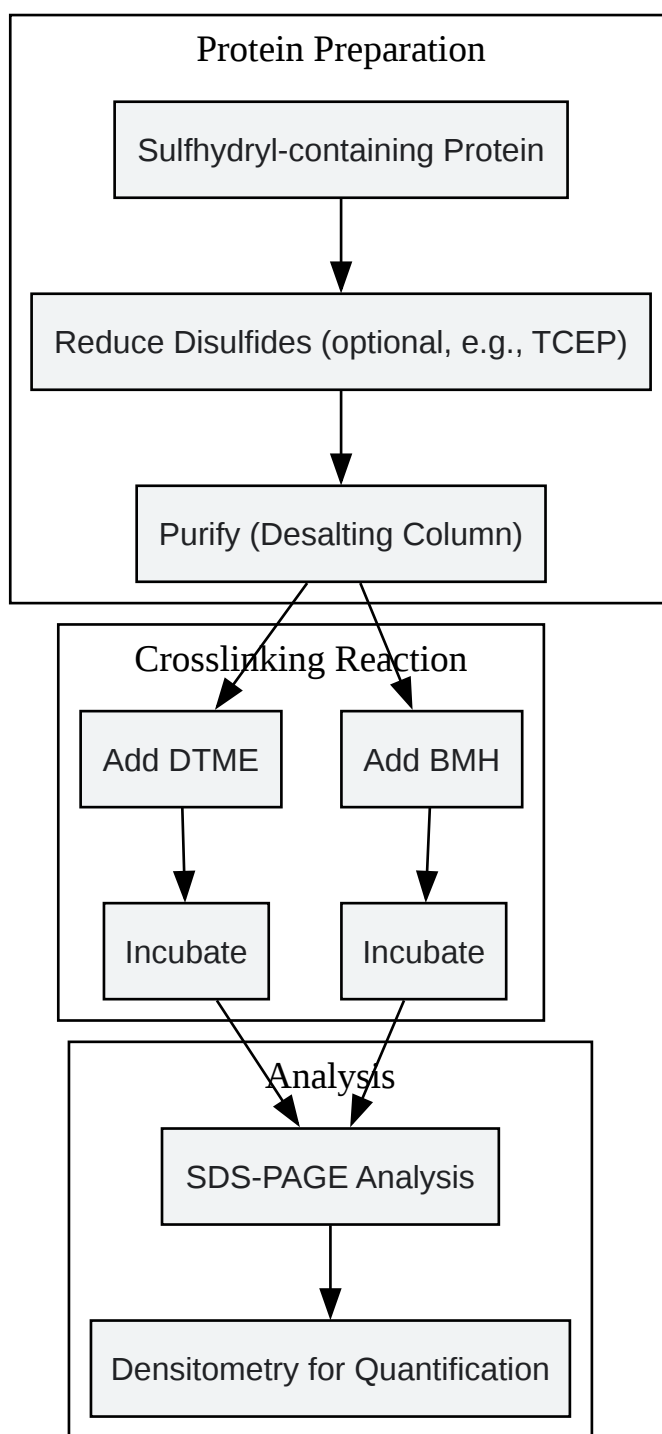 Protein Preparation
Sulfhydryl-containing Protein
Reduce Disulfides (optional, e.g., TCEP)
Purify (Desalting Column)
Crosslinking Reaction
Add DTME
Add BMH
Incubate
Incubate
Analysis
SDS-PAGE Analysis
Densitometry for Quantification